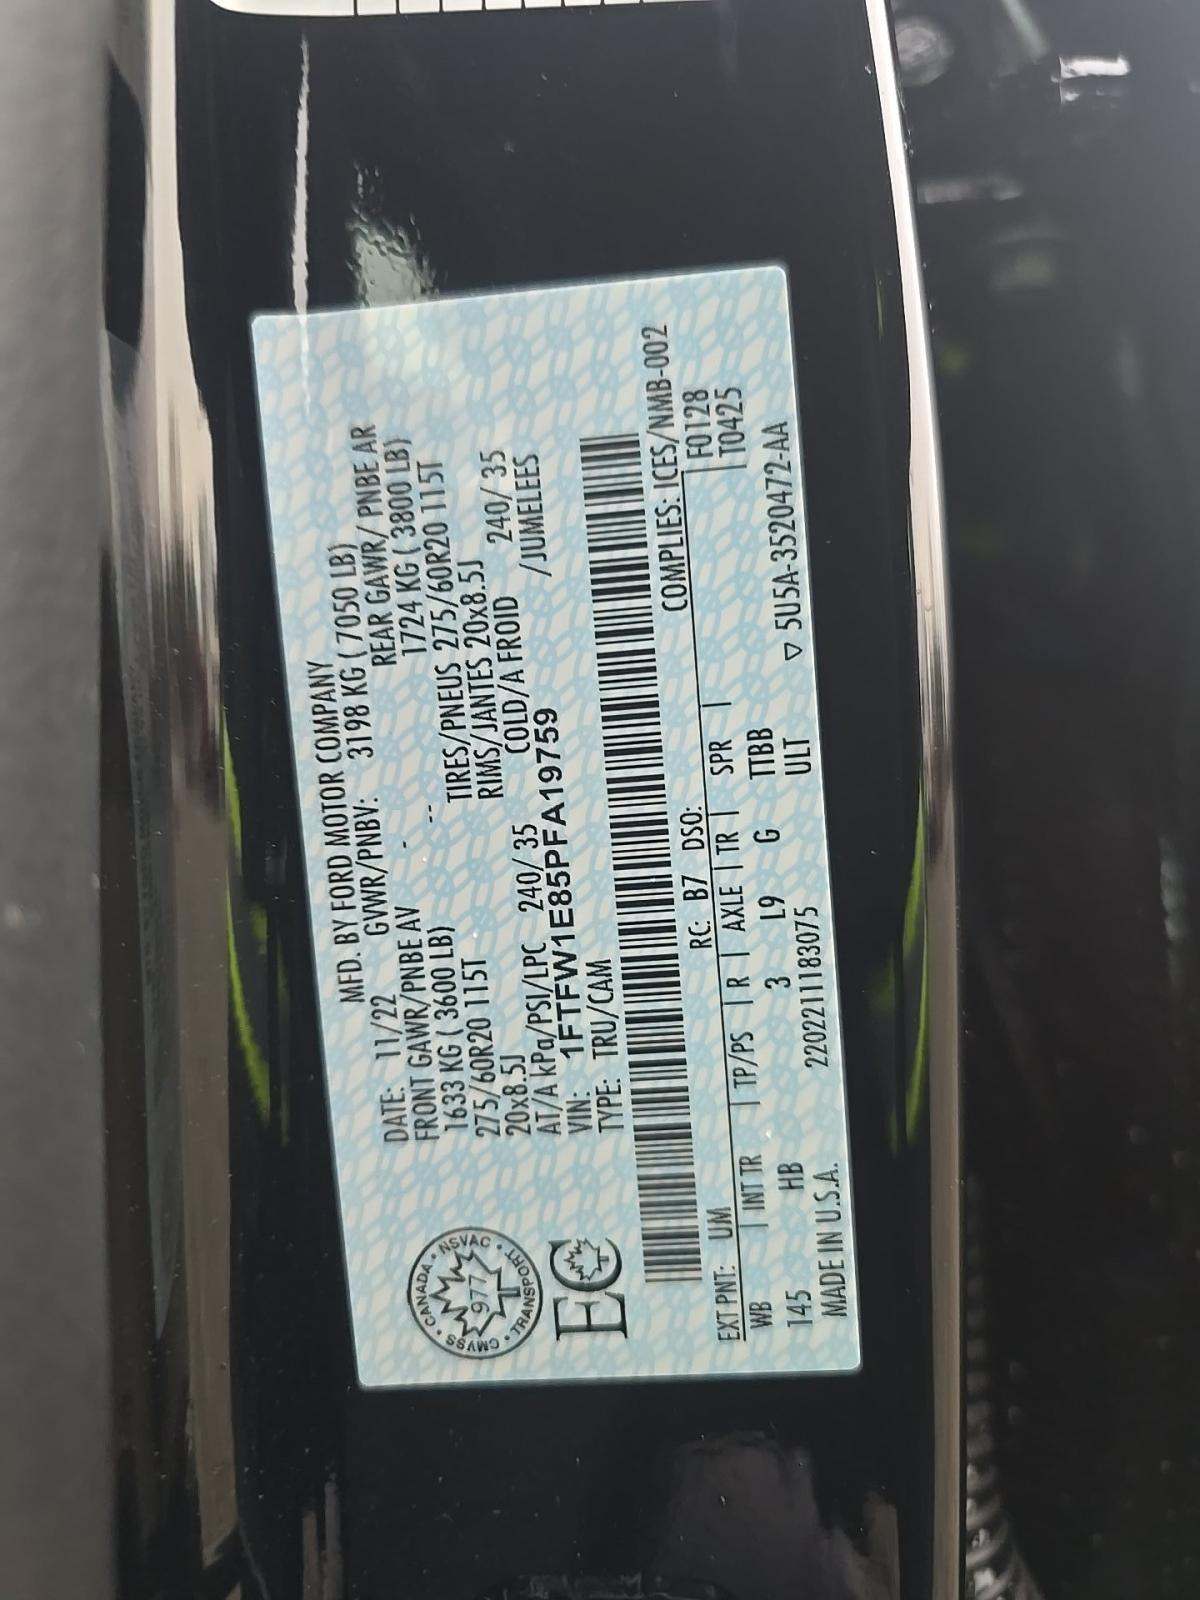 MFD. BY FORD MOTOR COMPANY
DATE: 11/22 GVWR/PNBV: 3198 KG ( 7050 LB)
FRONT GAWR/PNBE AV - -- REAR GAWR/ PNBE AR
1633 KG ( 3600 LB) 1724 KG ( 3800 LB)
275/60R20 115T TIRES/PNEUS 275/60R20 115T
20x8.5J RIMS/JANTES 20x8.5J
AT/A kPa/PSI/LPC 240/ 35 COLD/A FROID 240/ 35
VIN: 1FTFW1E85PFA19759 /JUMELEES
TYPE: TRU/CAM
CANADA • NSVAC • TRANSPORT • CMVSS •
977
EC
COMPLIES: ICES/NMB-002
EXT PNT: UM RC: B7 DSO: F0128
WB | INT TR | TP/PS | R | AXLE | TR | SPR | T0425
145 HB 3 L9 G TTBB
MADE IN U.S.A. 2202211183075 ULT ▽ 5U5A-3520472-AA